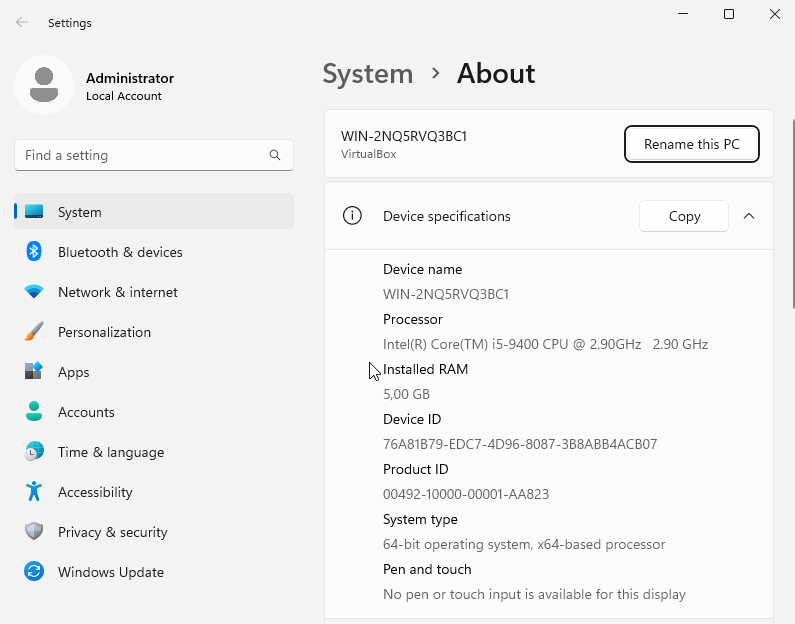 Settings
Administrator
Local Account
Find a setting
System
Bluetooth & devices
Network & internet
Personalization
Apps
Accounts
Time & language
Accessibility
Privacy & security
Windows Update
System › About
WIN-2NQ5RVQ3BC1
VirtualBox
Rename this PC
Device specifications
Copy
Device name
WIN-2NQ5RVQ3BC1
Processor
Intel(R) Core(TM) i5-9400 CPU @ 2.90GHz 2.90 GHz
Installed RAM
5,00 GB
Device ID
76A81B79-EDC7-4D96-8087-3B8ABB4ACB07
Product ID
00492-10000-00001-AA823
System type
64-bit operating system, x64-based processor
Pen and touch
No pen or touch input is available for this display